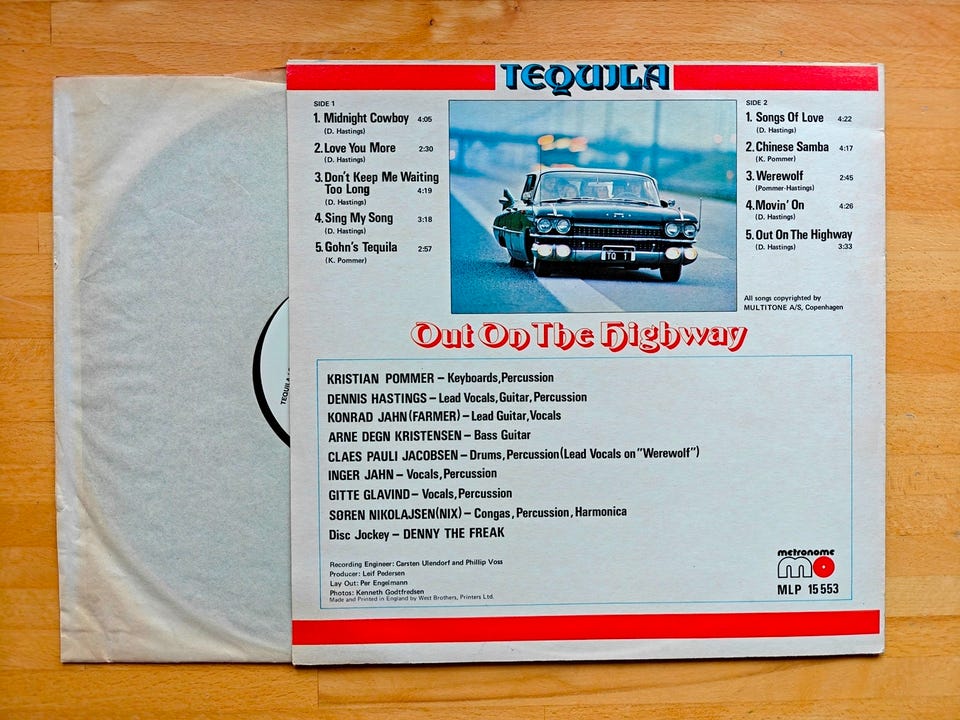 TEQUILA
SIDE 1
1. Midnight Cowboy 4:05
(D. Hastings)
2. Love You More 2:30
(D. Hastings)
3. Don't Keep Me Waiting
Too Long 4:19
(D. Hastings)
4. Sing My Song 3:18
(D. Hastings)
5. Gohn's Tequila 2:57
(K. Pommer)
TQ 1
SIDE 2
1. Songs Of Love 4:22
(D. Hastings)
2. Chinese Samba 4:17
(K. Pommer)
3. Werewolf 2:45
(Pommer-Hastings)
4. Movin' On 4:26
(D. Hastings)
5. Out On The Highway
(D. Hastings) 3:33
All songs copyrighted by
MULTITONE A/S, Copenhagen
Out On The Highway
KRISTIAN POMMER – Keyboards, Percussion
DENNIS HASTINGS – Lead Vocals, Guitar, Percussion
KONRAD JAHN (FARMER) – Lead Guitar, Vocals
ARNE DEGN KRISTENSEN – Bass Guitar
CLAES PAULI JACOBSEN – Drums, Percussion (Lead Vocals on "Werewolf")
INGER JAHN – Vocals, Percussion
GITTE GLAVIND – Vocals, Percussion
SØREN NIKOLAJSEN (NIX) – Congas, Percussion, Harmonica
Disc Jockey – DENNY THE FREAK
Recording Engineer: Carsten Ulendorf and Phillip Voss
Producer: Leif Pedersen
Lay Out: Per Engelmann
Photos: Kenneth Godtfredsen
Made and Printed in England by West Brothers, Printers Ltd.
metronome
mo
MLP 15553
TEQUILA